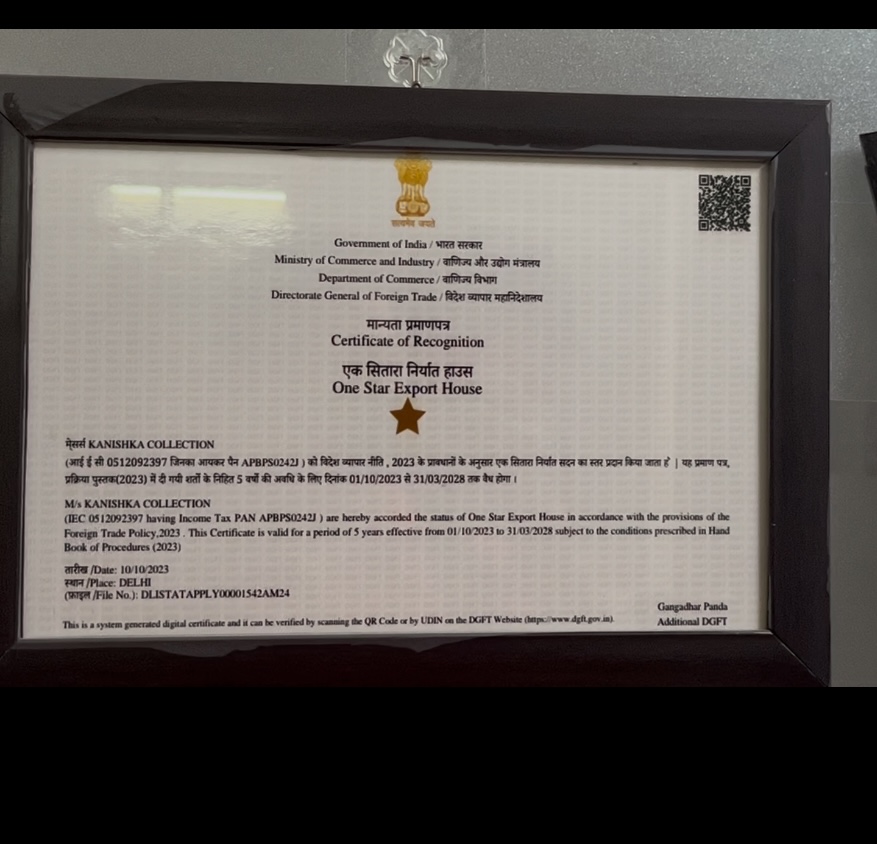 सत्यमेव जयते
Government of India / भारत सरकार
Ministry of Commerce and Industry / वाणिज्य और उद्योग मंत्रालय
Department of Commerce / वाणिज्य विभाग
Directorate General of Foreign Trade / विदेश व्यापार महानिदेशालय
मान्यता प्रमाणपत्र
Certificate of Recognition
एक सितारा निर्यात हाउस
One Star Export House
मेसर्स KANISHKA COLLECTION
(आई ई सी 0512092397 जिनका आयकर पैन APBPS0242J ) को विदेश व्यापार नीति , 2023 के प्रावधानों के अनुसार एक सितारा निर्यात सदन का स्तर प्रदान किया जाता है | यह प्रमाण पत्र,
प्रक्रिया पुस्तक(2023) में दी गयी शर्तों के निहित 5 वर्षो की अवधि के लिए दिनांक 01/10/2023 से 31/03/2028 तक वैध होगा ।
M/s KANISHKA COLLECTION
(IEC 0512092397 having Income Tax PAN APBPS0242J ) are hereby accorded the status of One Star Export House in accordance with the provisions of the
Foreign Trade Policy,2023 . This Certificate is valid for a period of 5 years effective from 01/10/2023 to 31/03/2028 subject to the conditions prescribed in Hand
Book of Procedures (2023)
तारीख /Date: 10/10/2023
स्थान /Place: DELHI
(फ़ाइल /File No.): DLISTATAPPLY00001542AM24
Gangadhar Panda
Additional DGFT
This is a system generated digital certificate and it can be verified by scanning the QR Code or by UDIN on the DGFT Website (https://www.dgft.gov.in).